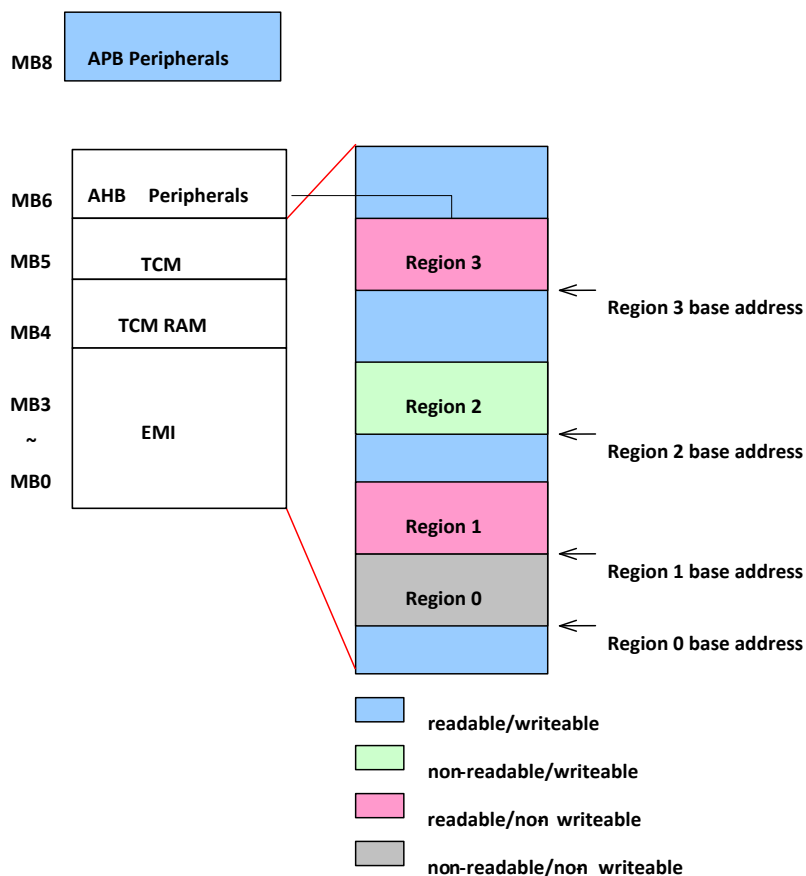 MB8
APB Peripherals
MB6
AHB Peripherals
MB5
TCM
MB4
TCM RAM
MB3
~
MB0
EMI
Region 3
Region 3 base address
Region 2
Region 2 base address
Region 1
Region 1 base address
Region 0
Region 0 base address
readable/writeable
non-readable/writeable
readable/non- writeable
non-readable/non- writeable